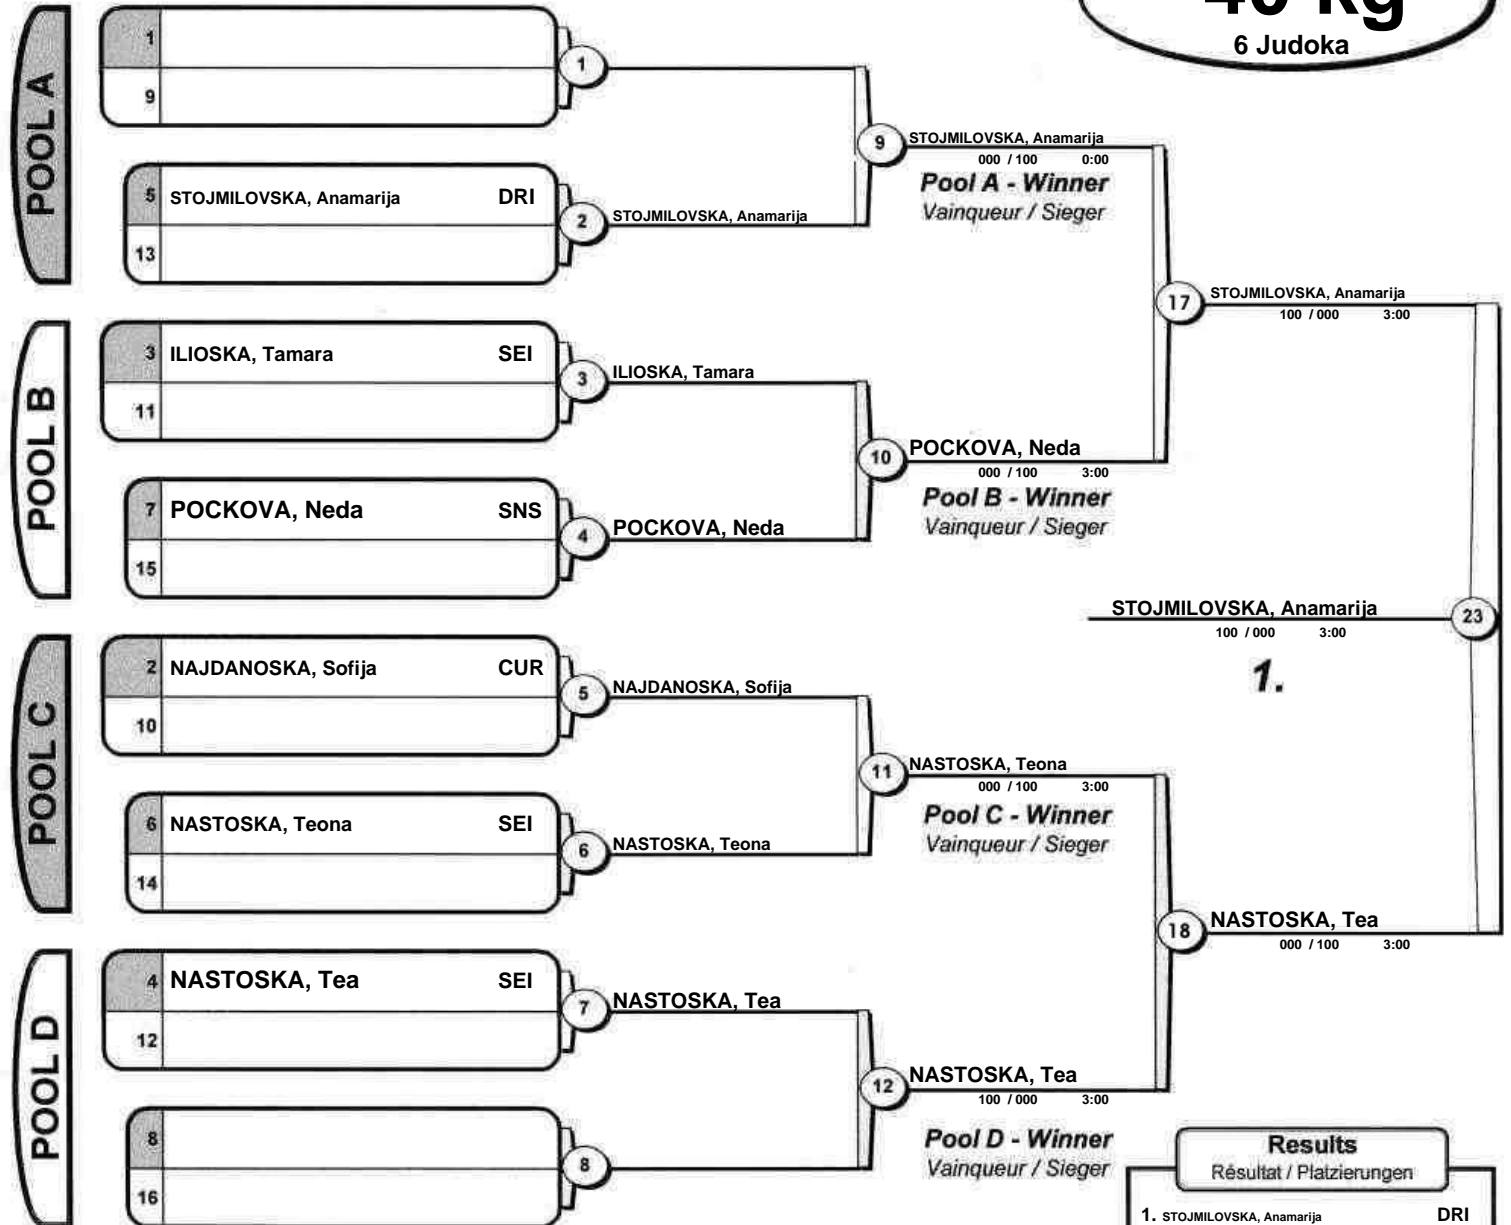 40 kg
6 Judoka
POOL A
1
9
1
5 STOJMILOVSKA, Anamarija DRI
13
2 STOJMILOVSKA, Anamarija
9 STOJMILOVSKA, Anamarija
000 / 100 0:00
Pool A - Winner
Vainqueur / Sieger
17 STOJMILOVSKA, Anamarija
100 / 000 3:00
POOL B
3 ILIOSKA, Tamara SEI
11
3 ILIOSKA, Tamara
7 POCKOVA, Neda SNS
15
4 POCKOVA, Neda
10 POCKOVA, Neda
000 / 100 3:00
Pool B - Winner
Vainqueur / Sieger
STOJMILOVSKA, Anamarija 23
100 / 000 3:00
1.
POOL C
2 NAJDANOSKA, Sofija CUR
10
5 NAJDANOSKA, Sofija
6 NASTOSKA, Teona SEI
14
6 NASTOSKA, Teona
11 NASTOSKA, Teona
000 / 100 3:00
Pool C - Winner
Vainqueur / Sieger
18 NASTOSKA, Tea
000 / 100 3:00
POOL D
4 NASTOSKA, Tea SEI
12
7 NASTOSKA, Tea
8
16
8
12 NASTOSKA, Tea
100 / 000 3:00
Pool D - Winner
Vainqueur / Sieger
Results
Résultat / Platzierungen
1. STOJMILOVSKA, Anamarija DRI